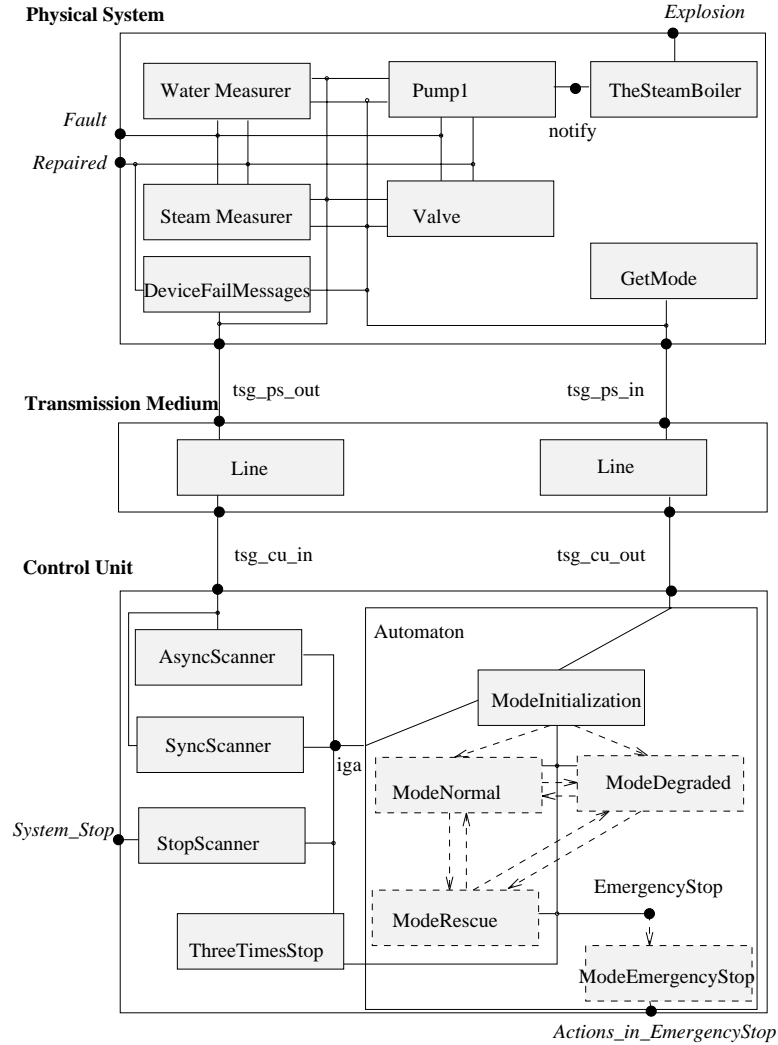 Physical System
Explosion
Water Measurer
Pump1
TheSteamBoiler
Fault
notify
Repaired
Steam Measurer
Valve
DeviceFailMessages
GetMode
tsg_ps_out
tsg_ps_in
Transmission Medium
Line
Line
tsg_cu_in
tsg_cu_out
Control Unit
Automaton
AsyncScanner
ModeInitialization
SyncScanner
iga
ModeNormal
ModeDegraded
System_Stop
StopScanner
EmergencyStop
ModeRescue
ThreeTimesStop
ModeEmergencyStop
Actions_in_EmergencyStop